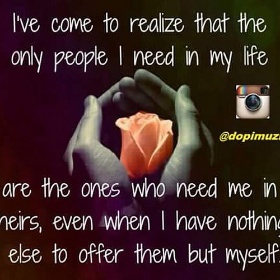 I've come to realize that the
only people I need in my life
@dopimuz
are the ones who need me in
heirs, even when I have nothing
else to offer them but myself.